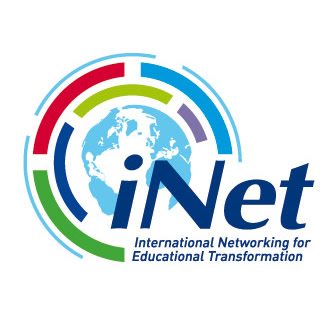 iNet
International Networking for
Educational Transformation